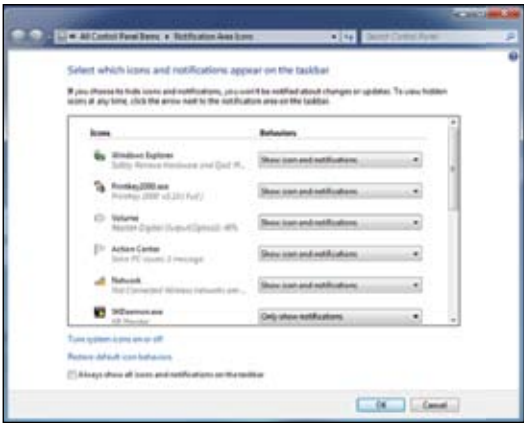 All Control Panel Items ▸ Notification Area Icons
Search Control Panel
Select which icons and notifications appear on the taskbar
If you choose to hide icons and notifications, you won't be notified about changes or updates. To view hidden
icons at any time, click the arrow next to the notification area on the taskbar.
Icons Behaviors
Windows Explorer
Safely Remove Hardware and Eject M... Show icon and notifications
Printkey2000.exe
Show icon and notifications
Volume
Show icon and notifications
Action Center
Solve PC issues: 1 message Show icon and notifications
Network
Not Connected Wireless networks are ... Show icon and notifications
Only show notifications
Turn system icons on or off
Restore default icon behaviors
Always show all icons and notifications on the taskbar
OK Cancel